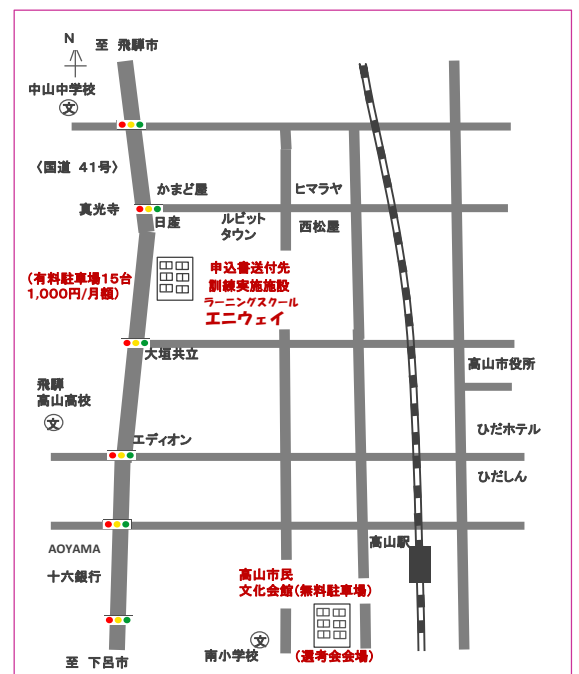 N
至 飛騨市
中山中学校
文
〈国道 41号〉
かまど屋
ヒマラヤ
真光寺
日産
ルビット
タウン
西松屋
(有料駐車場15台
1,000円/月額)
申込書送付先
訓練実施施設
ラーニングスクール
エニウェイ
大垣共立
高山市役所
飛騨
高山高校
文
エディオン
ひだホテル
ひだしん
AOYAMA
十六銀行
高山駅
高山市民
文化会館(無料駐車場)
文
南小学校
(選考会会場)
至 下呂市